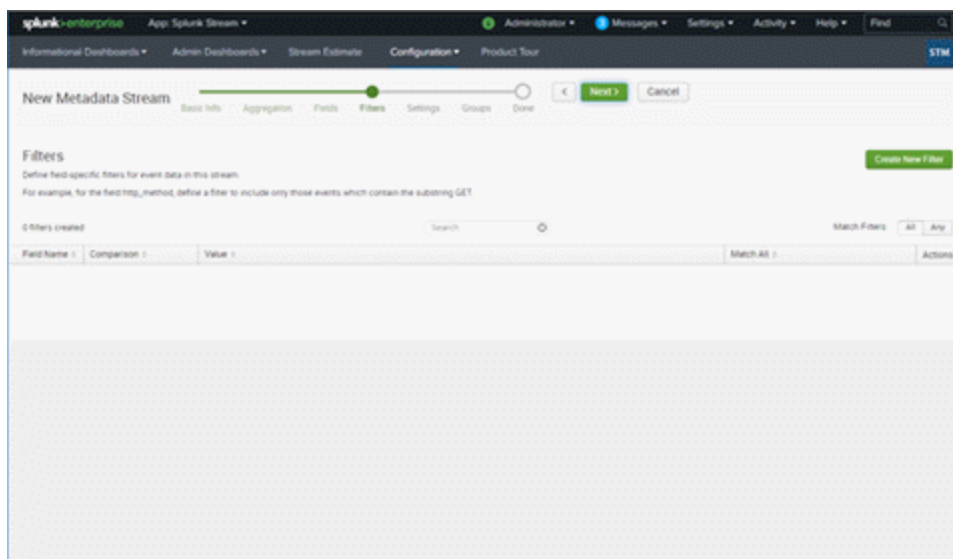 splunk>enterprise App: Splunk Stream Administrator 3 Messages Settings Activity Help Find
Informational Dashboards Admin Dashboards Stream Estimate Configuration Product Tour STM
New Metadata Stream
Basic Info Aggregation Fields Filters Settings Groups Done
< Next > Cancel
Filters
Create New Filter
Define field-specific filters for event data in this stream.
For example, for the field http_method, define a filter to include only those events which contain the substring GET.
0 filters created Search Match Filters All Any
Field Name Comparison Value Match All Actions